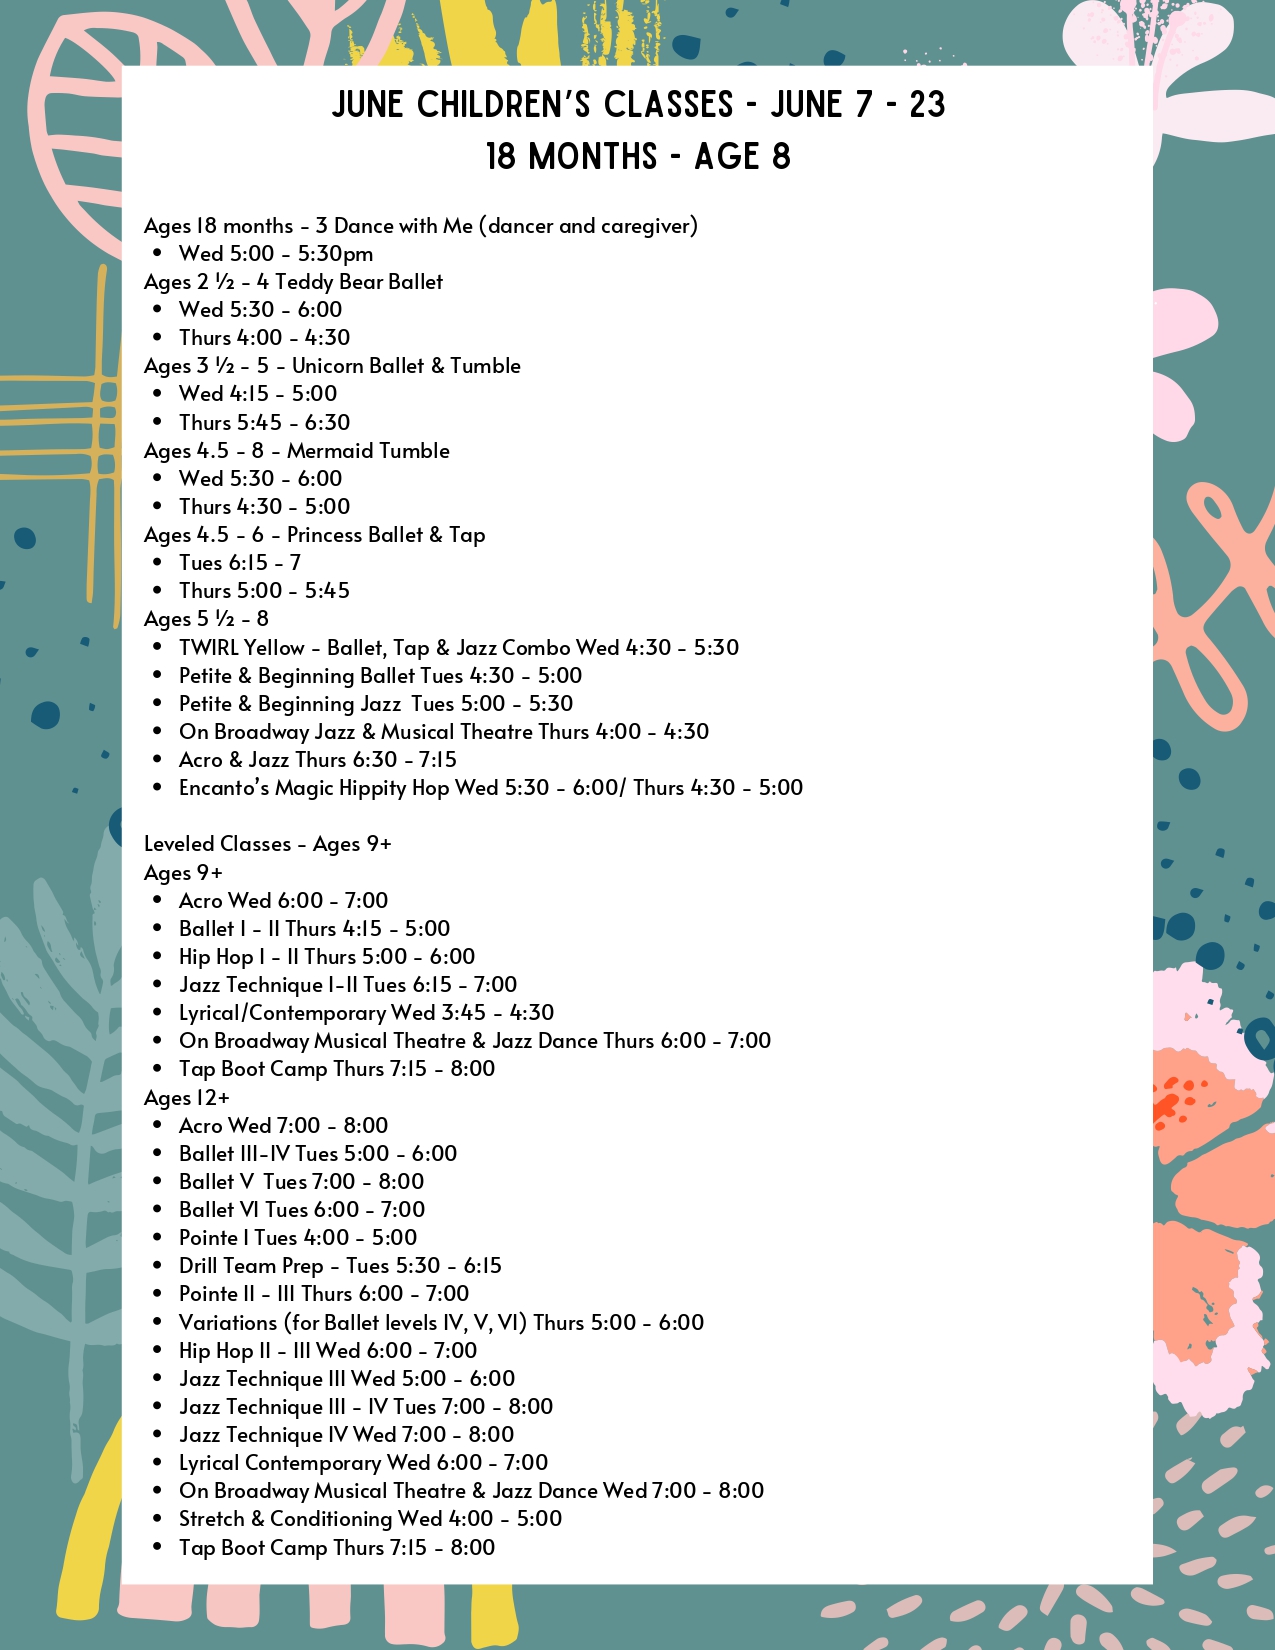 JUNE CHILDREN'S CLASSES - JUNE 7 - 23
18 MONTHS - AGE 8
Ages 18 months - 3 Dance with Me (dancer and caregiver)
• Wed 5:00 - 5:30pm
Ages 2 ½ - 4 Teddy Bear Ballet
• Wed 5:30 - 6:00
• Thurs 4:00 - 4:30
Ages 3 ½ - 5 - Unicorn Ballet & Tumble
• Wed 4:15 - 5:00
• Thurs 5:45 - 6:30
Ages 4.5 - 8 - Mermaid Tumble
• Wed 5:30 - 6:00
• Thurs 4:30 - 5:00
Ages 4.5 - 6 - Princess Ballet & Tap
• Tues 6:15 - 7
• Thurs 5:00 - 5:45
Ages 5 ½ - 8
• TWIRL Yellow - Ballet, Tap & Jazz Combo Wed 4:30 - 5:30
• Petite & Beginning Ballet Tues 4:30 - 5:00
• Petite & Beginning Jazz  Tues 5:00 - 5:30
• On Broadway Jazz & Musical Theatre Thurs 4:00 - 4:30
• Acro & Jazz Thurs 6:30 - 7:15
• Encanto's Magic Hippity Hop Wed 5:30 - 6:00/ Thurs 4:30 - 5:00
Leveled Classes - Ages 9+
Ages 9+
• Acro Wed 6:00 - 7:00
• Ballet I - II Thurs 4:15 - 5:00
• Hip Hop I - II Thurs 5:00 - 6:00
• Jazz Technique I-II Tues 6:15 - 7:00
• Lyrical/Contemporary Wed 3:45 - 4:30
• On Broadway Musical Theatre & Jazz Dance Thurs 6:00 - 7:00
• Tap Boot Camp Thurs 7:15 - 8:00
Ages 12+
• Acro Wed 7:00 - 8:00
• Ballet III-IV Tues 5:00 - 6:00
• Ballet V  Tues 7:00 - 8:00
• Ballet VI Tues 6:00 - 7:00
• Pointe I Tues 4:00 - 5:00
• Drill Team Prep - Tues 5:30 - 6:15
• Pointe II - III Thurs 6:00 - 7:00
• Variations (for Ballet levels IV, V, VI) Thurs 5:00 - 6:00
• Hip Hop II - III Wed 6:00 - 7:00
• Jazz Technique III Wed 5:00 - 6:00
• Jazz Technique III - IV Tues 7:00 - 8:00
• Jazz Technique IV Wed 7:00 - 8:00
• Lyrical Contemporary Wed 6:00 - 7:00
• On Broadway Musical Theatre & Jazz Dance Wed 7:00 - 8:00
• Stretch & Conditioning Wed 4:00 - 5:00
• Tap Boot Camp Thurs 7:15 - 8:00